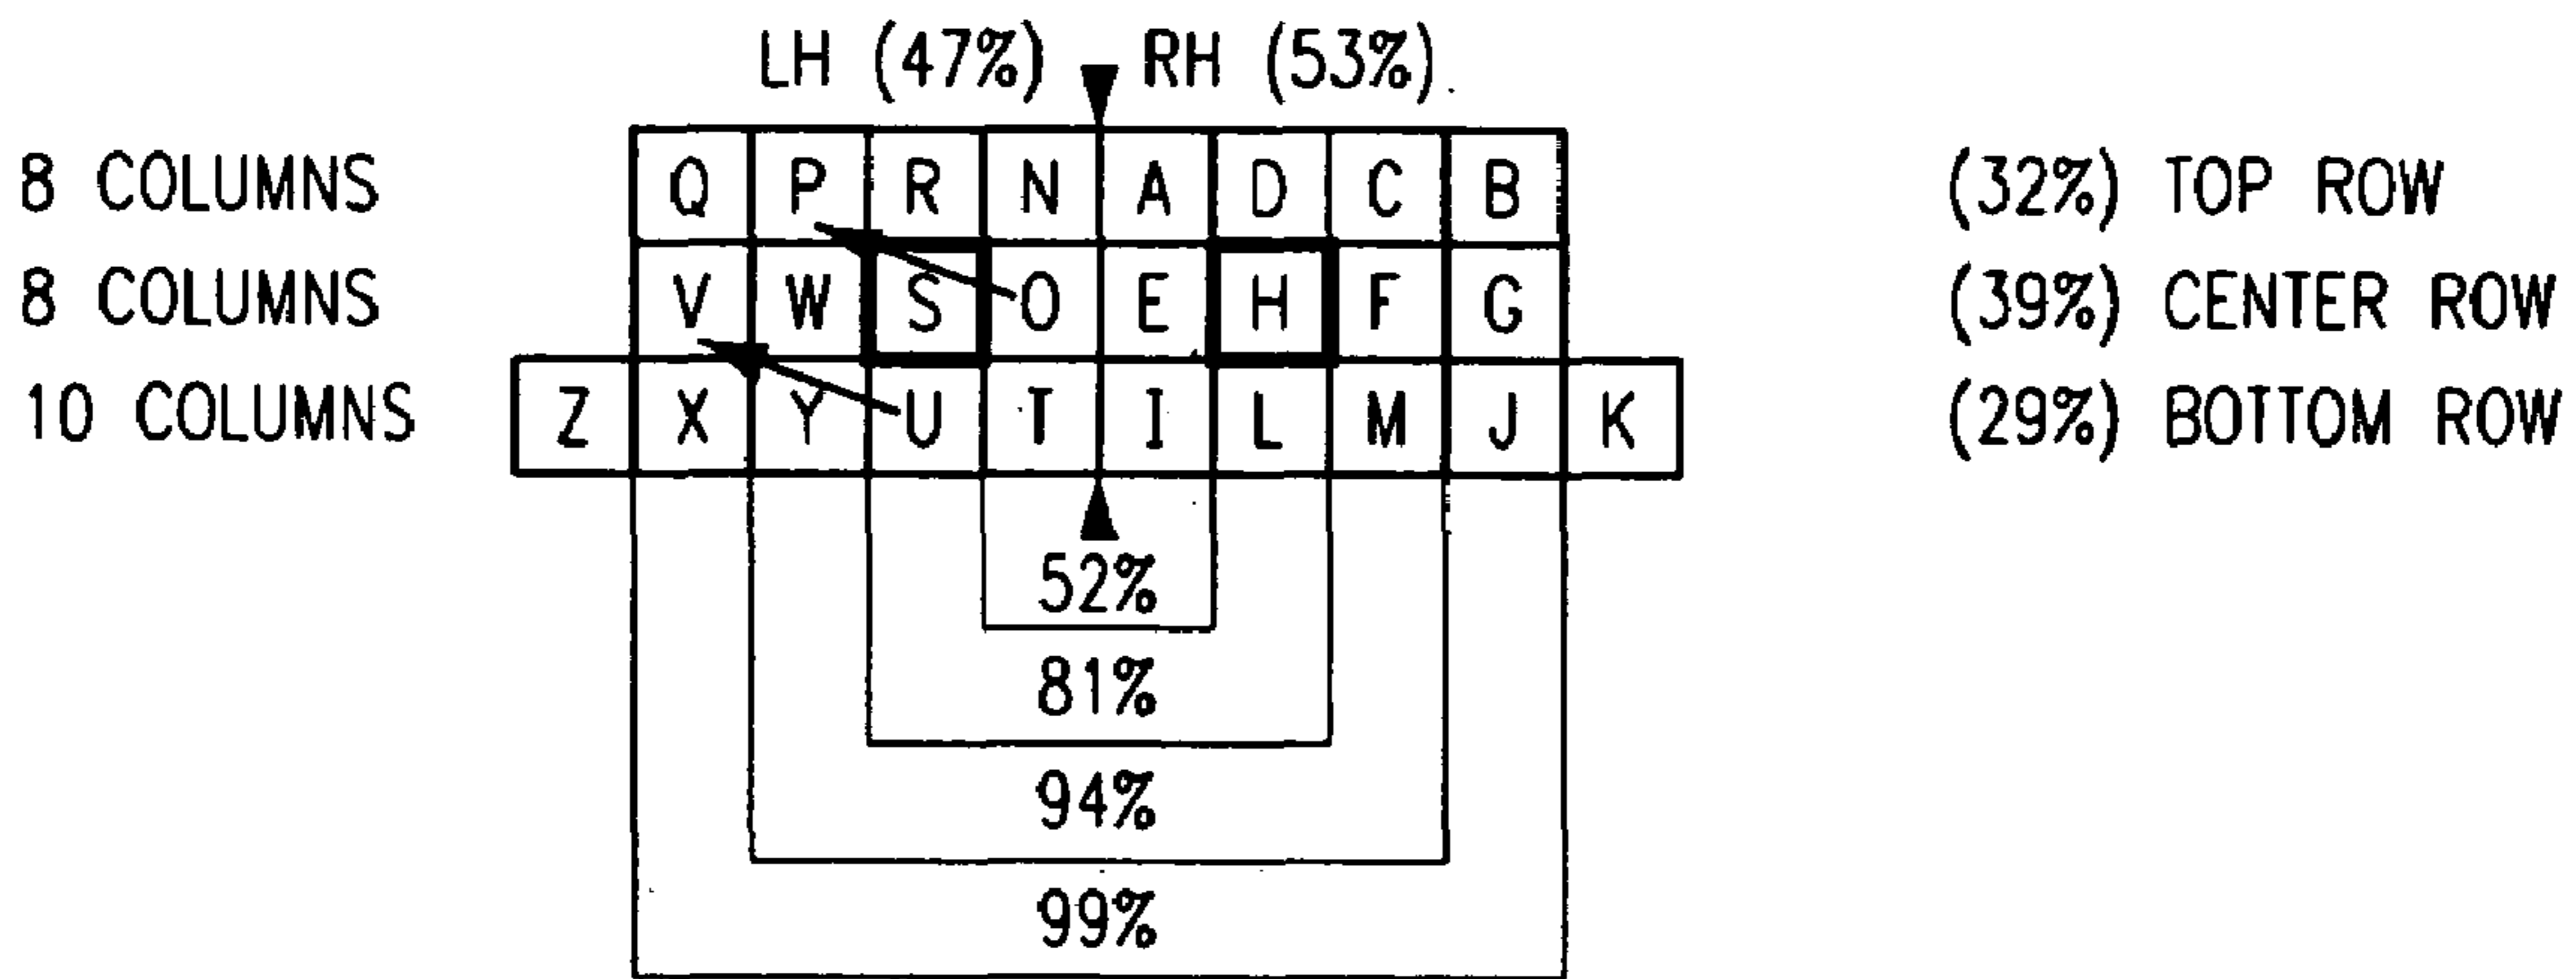 LH (47%) RH (53%)
8 COLUMNS Q P R N A D C B (32%) TOP ROW
8 COLUMNS V W S O E H F G (39%) CENTER ROW
10 COLUMNS Z X Y U T I L M J K (29%) BOTTOM ROW
52%
81%
94%
99%